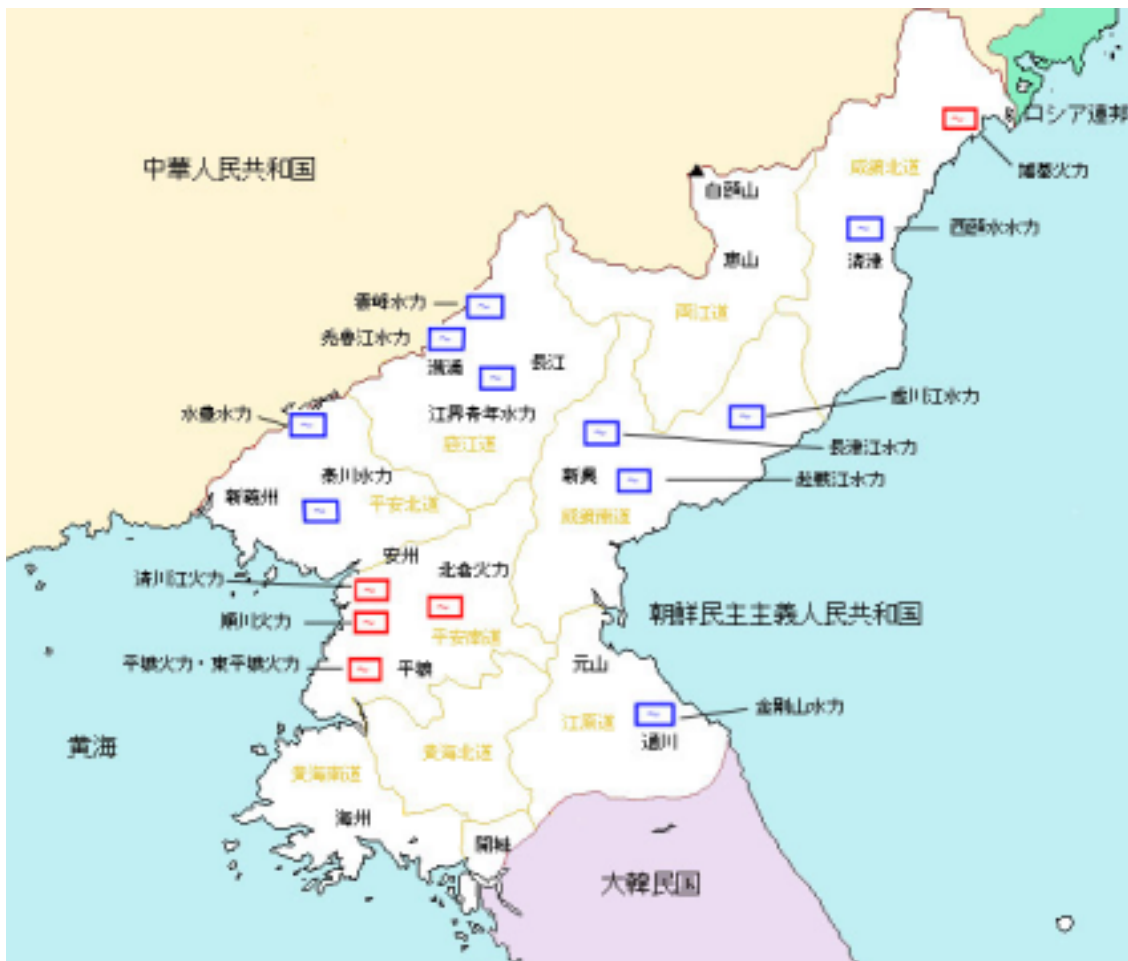 ロシア連邦
中華人民共和国
咸鏡北道
雄基火力
白頭山
西頭水水力
恵山
清津
雲峰水力
両江道
禿魯江水力
満浦
長江
江界青年水力
虚川江水力
水豊水力
慈江道
長津江水力
泰川水力
新義州
平安北道
新興
赴戦江水力
咸鏡南道
安州
北倉火力
清川江火力
順川火力
朝鮮民主主義人民共和国
平安南道
平壌火力・東平壌火力
平壌
元山
金剛山水力
江原道
通川
黄海
黄海北道
黄海南道
海州
開城
大韓民国